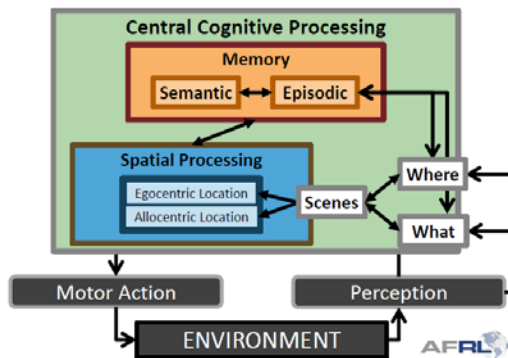 Central Cognitive Processing
Memory
Semantic
Episodic
Spatial Processing
Egocentric Location
Allocentric Location
Scenes
Where
What
Motor Action
Perception
ENVIRONMENT
AFRL